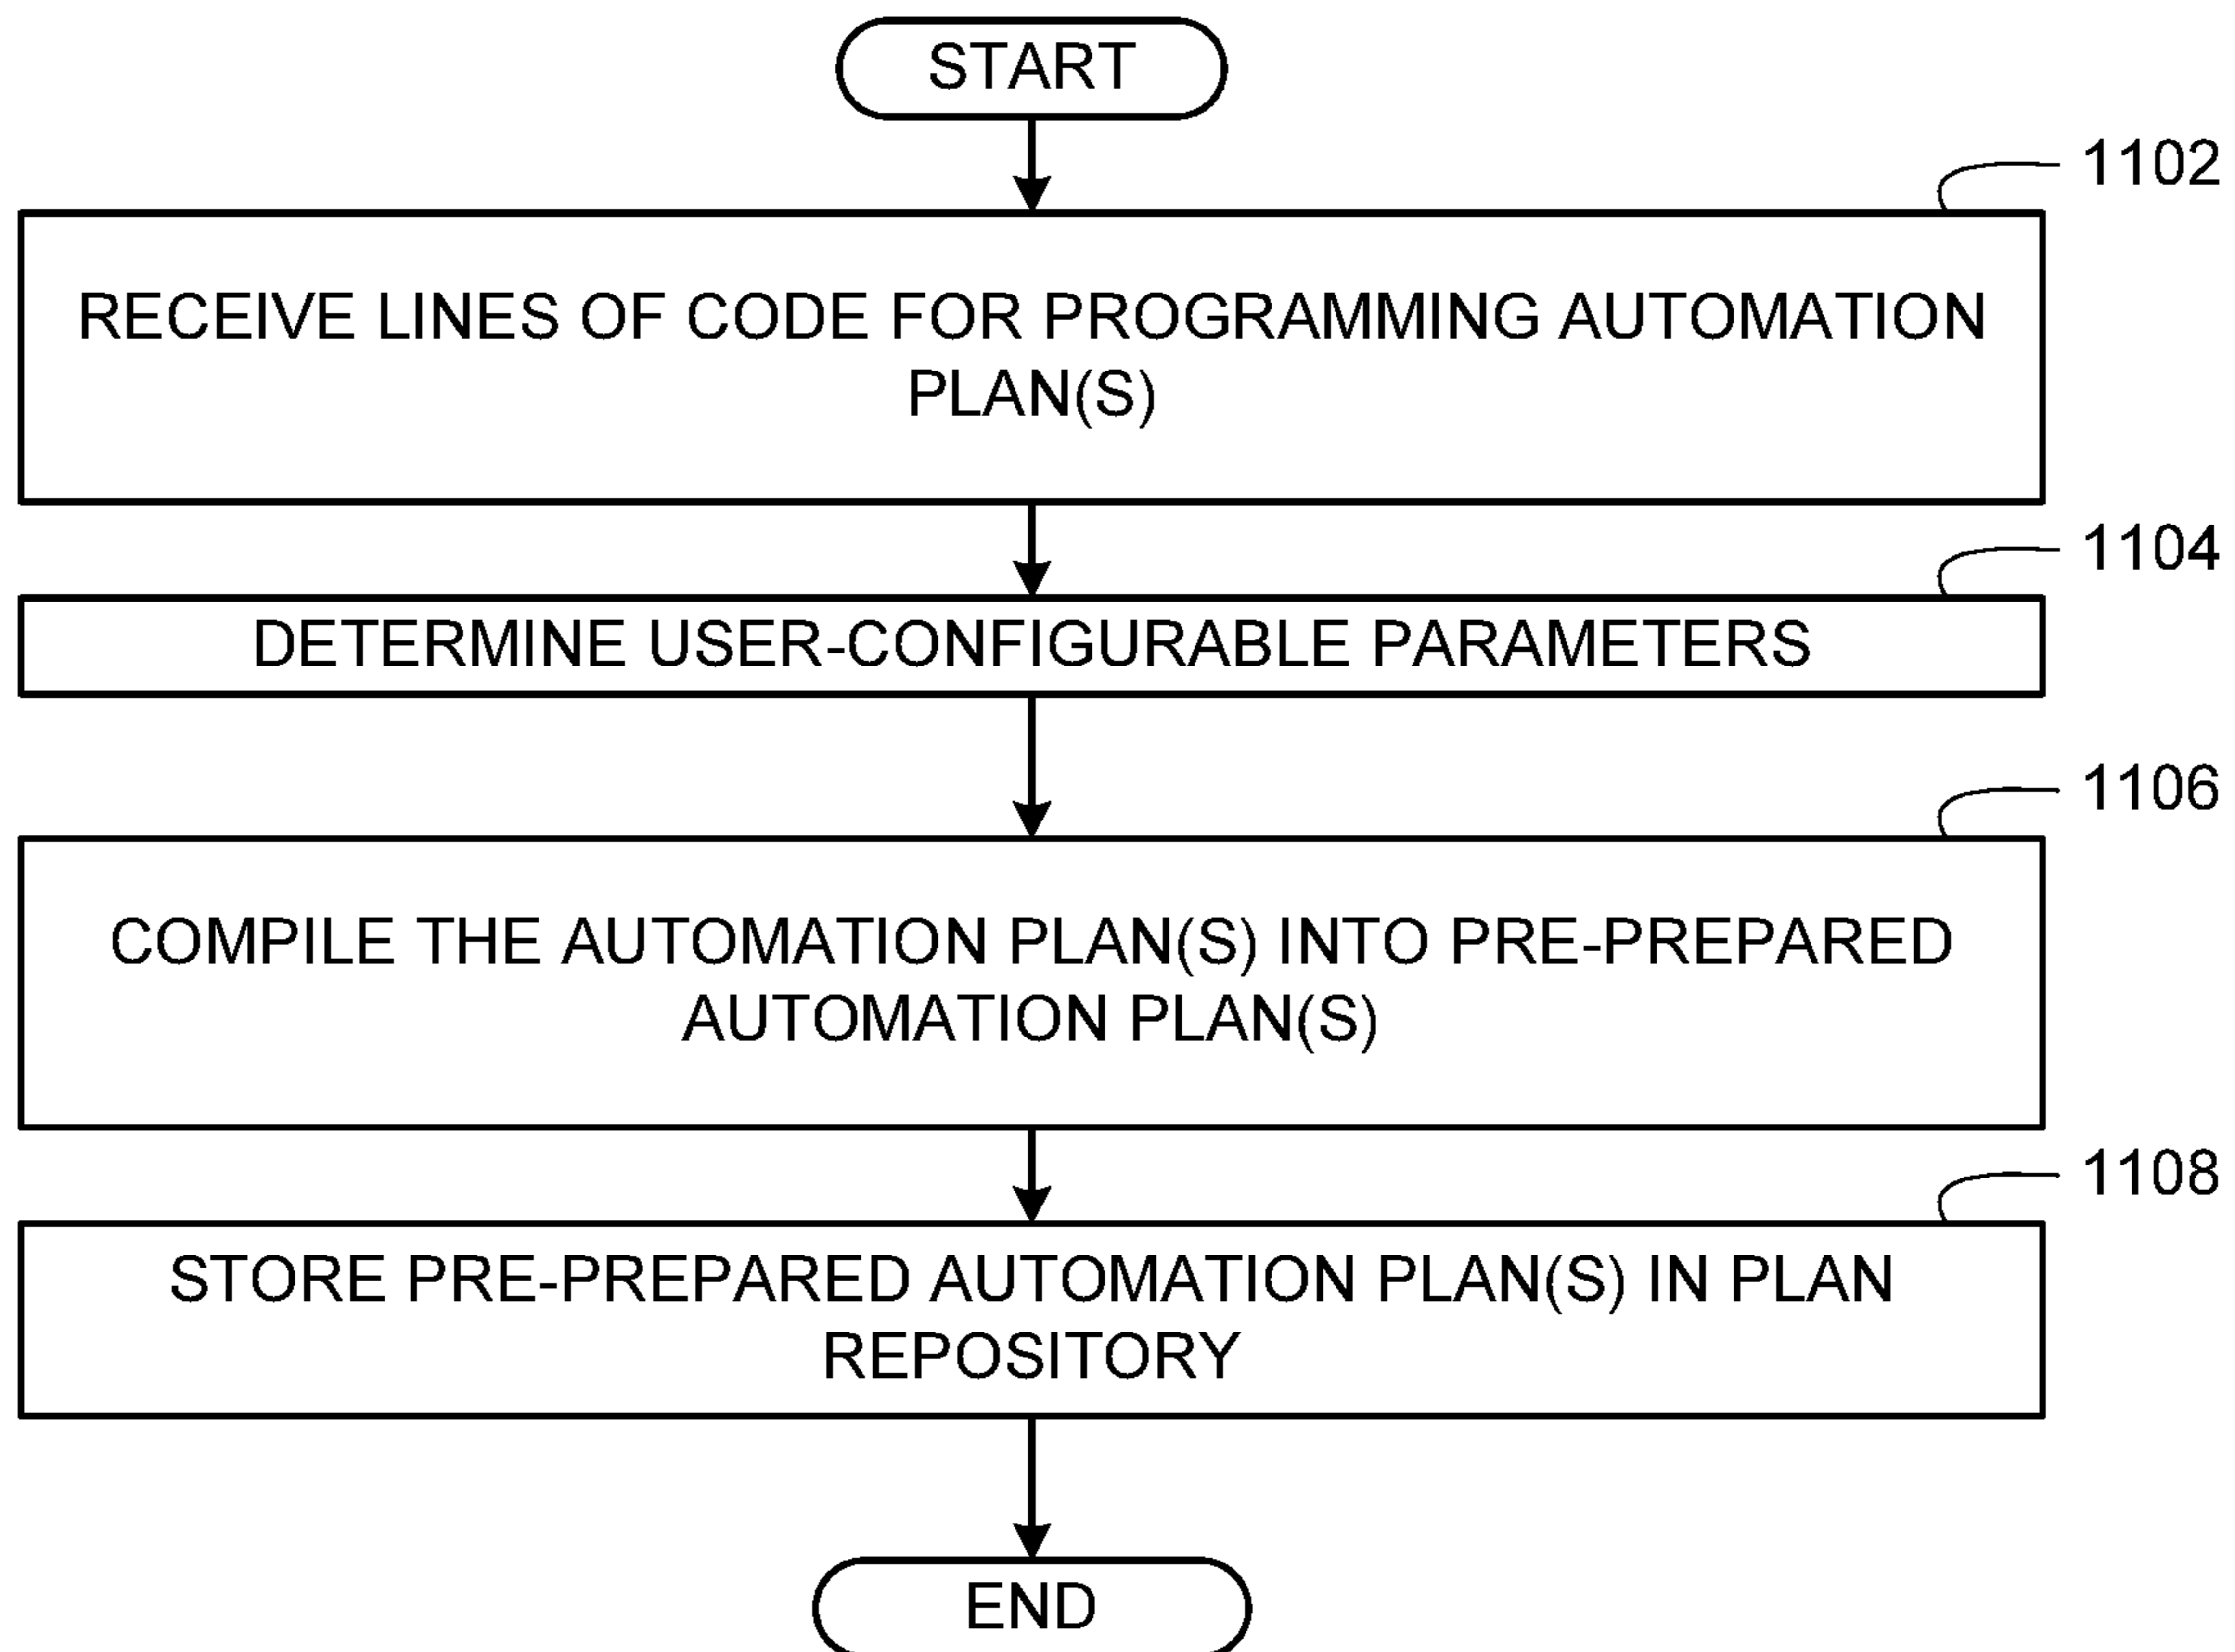 START
1102
RECEIVE LINES OF CODE FOR PROGRAMMING AUTOMATION
PLAN(S)
1104
DETERMINE USER-CONFIGURABLE PARAMETERS
1106
COMPILE THE AUTOMATION PLAN(S) INTO PRE-PREPARED
AUTOMATION PLAN(S)
1108
STORE PRE-PREPARED AUTOMATION PLAN(S) IN PLAN
REPOSITORY
END